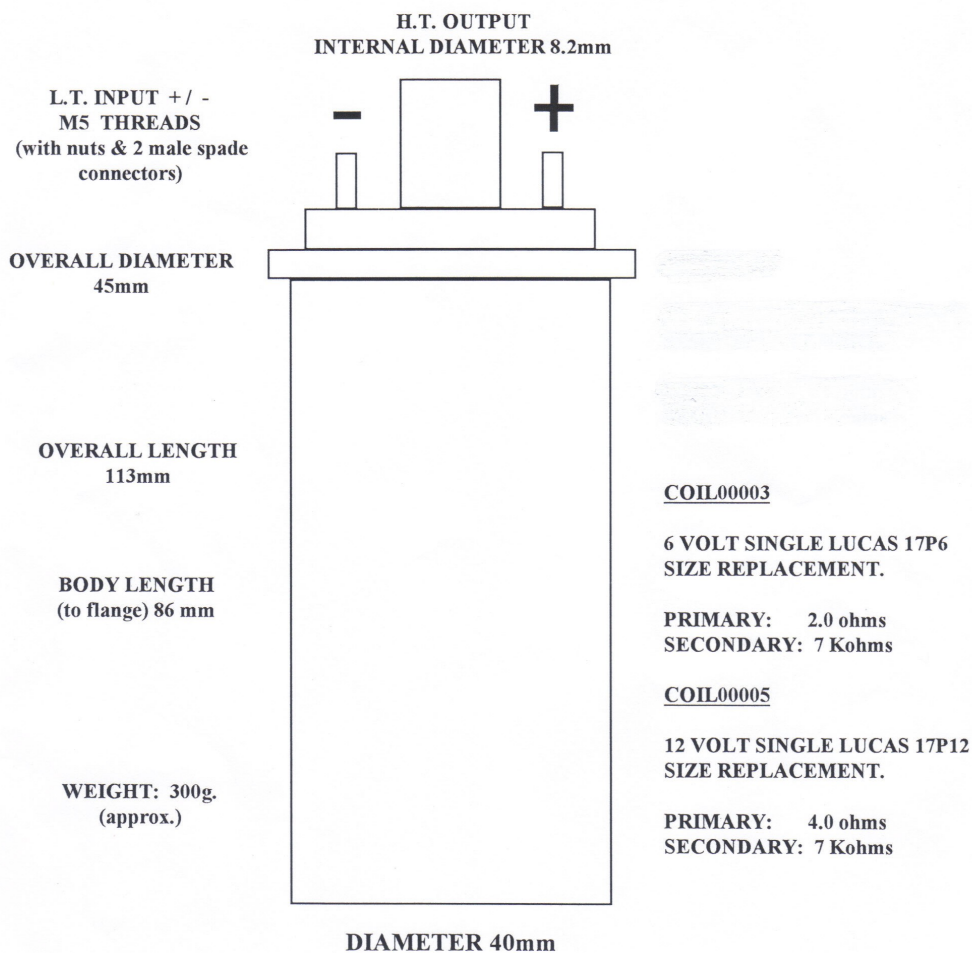 H.T. OUTPUT
INTERNAL DIAMETER 8.2mm
L.T. INPUT + / -
M5 THREADS
(with nuts & 2 male spade
connectors)
-
+
OVERALL DIAMETER
45mm
OVERALL LENGTH
113mm
BODY LENGTH
(to flange) 86 mm
WEIGHT: 300g.
(approx.)
COIL00003
6 VOLT SINGLE LUCAS 17P6
SIZE REPLACEMENT.
PRIMARY: 2.0 ohms
SECONDARY: 7 Kohms
COIL00005
12 VOLT SINGLE LUCAS 17P12
SIZE REPLACEMENT.
PRIMARY: 4.0 ohms
SECONDARY: 7 Kohms
DIAMETER 40mm